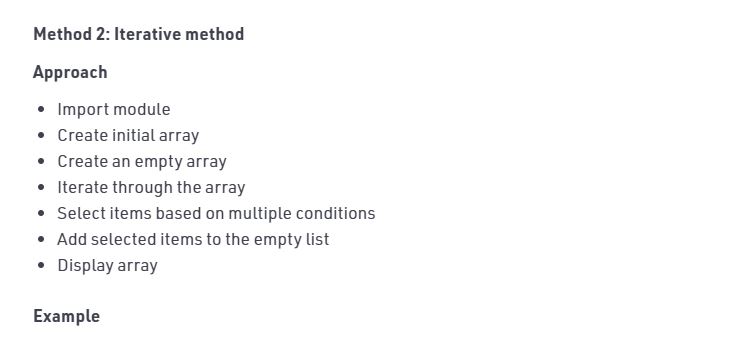 Method 2: Iterative method
Approach
• Import module
• Create initial array
• Create an empty array
• Iterate through the array
• Select items based on multiple conditions
• Add selected items to the empty list
• Display array
Example